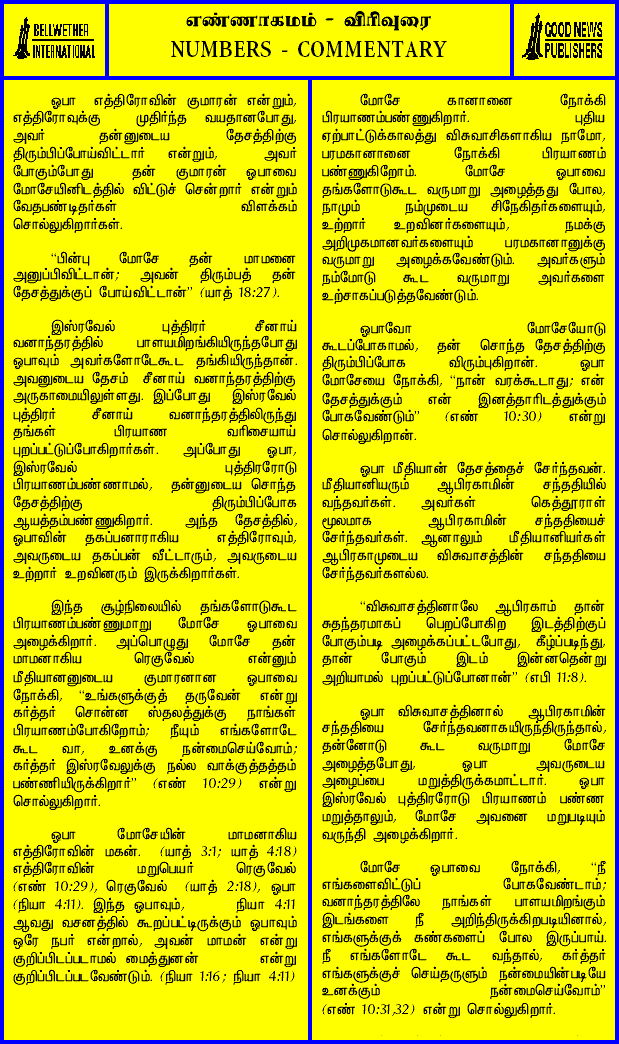 BELLWETHER
INTERNATIONAL
எண்ணாகமம் - விரிவுரை
NUMBERS - COMMENTARY
GOOD NEWS
PUBLISHERS
ஓபா எத்திரோவின் குமாரன் என்றும்,
எத்திரோவுக்கு முதிர்ந்த வயதானபோது,
அவர் தன்னுடைய தேசத்திற்கு
திரும்பிப்போய்விட்டார் என்றும், அவர்
போகும்போது தன் குமாரன் ஓபாவை
மோசேயினிடத்தில் விட்டுச் சென்றார் என்றும்
வேதபண்டிதர்கள் விளக்கம்
சொல்லுகிறார்கள்.
“பின்பு மோசே தன் மாமனை
அனுப்பிவிட்டான்; அவன் திரும்பத் தன்
தேசத்துக்குப் போய்விட்டான்” (யாத் 18:27).
இஸ்ரவேல் புத்திரர் சீனாய்
வனாந்தரத்தில் பாளயமிறங்கியிருந்தபோது
ஓபாவும் அவர்களோடேகூட தங்கியிருந்தான்.
அவனுடைய தேசம் சீனாய் வனாந்தரத்திற்கு
அருகாமையிலுள்ளது. இப்போது இஸ்ரவேல்
புத்திரர் சீனாய் வனாந்தரத்திலிருந்து
தங்கள் பிரயாண வரிசையாய்
புறப்பட்டுப்போகிறார்கள். அப்போது ஓபா,
இஸ்ரவேல் புத்திரரோடு
பிரயாணம்பண்ணாமல், தன்னுடைய சொந்த
தேசத்திற்கு திரும்பிப்போக
ஆயத்தம்பண்ணுகிறார். அந்த தேசத்தில்,
ஓபாவின் தகப்பனாராகிய எத்திரோவும்,
அவருடைய தகப்பன் வீட்டாரும், அவருடைய
உற்றார் உறவினரும் இருக்கிறார்கள்.
இந்த சூழ்நிலையில் தங்களோடுகூட
பிரயாணம்பண்ணுமாறு மோசே ஓபாவை
அழைக்கிறார். அப்பொழுது மோசே தன்
மாமனாகிய ரெகுவேல் என்னும்
மீதியானனுடைய குமாரனான ஓபாவை
நோக்கி, “உங்களுக்குத் தருவேன் என்று
கர்த்தர் சொன்ன ஸ்தலத்துக்கு நாங்கள்
பிரயாணம்போகிறோம்; நீயும் எங்களோடே
கூட வா, உனக்கு நன்மைசெய்வோம்;
கர்த்தர் இஸ்ரவேலுக்கு நல்ல வாக்குத்தத்தம்
பண்ணியிருக்கிறார்” (எண் 10:29) என்று
சொல்லுகிறார்.
ஓபா மோசேயின் மாமனாகிய
எத்திரோவின் மகன். (யாத் 3:1; யாத் 4:18)
எத்திரோவின் மறுபெயர் ரெகுவேல்
(எண் 10:29), ரெகுவேல் (யாத் 2:18), ஓபா
(நியா 4:11). இந்த ஓபாவும், நியா 4:11
ஆவது வசனத்தில் கூறப்பட்டிருக்கும் ஓபாவும்
ஒரே நபர் என்றால், அவன் மாமன் என்று
குறிப்பிடப்படாமல் மைத்துனன் என்று
குறிப்பிடபடவேண்டும். (நியா 1:16; நியா 4:11)
மோசே கானானை நோக்கி
பிரயாணம்பண்ணுகிறார். புதிய
ஏற்பாட்டுக்காலத்து விசுவாசிகளாகிய நாமோ,
பரமகானானை நோக்கி பிரயாணம்
பண்ணுகிறோம். மோசே ஓபாவை
தங்களோடுகூட வருமாறு அழைத்தது போல,
நாமும் நம்முடைய சிநேகிதர்களையும்,
உற்றார் உறவினர்களையும், நமக்கு
அறிமுகமானவர்களையும் பரமகானானுக்கு
வருமாறு அழைக்கவேண்டும். அவர்களும்
நம்மோடு கூட வருமாறு அவர்களை
உற்சாகப்படுத்தவேண்டும்.
ஓபாவோ மோசேயோடு
கூடப்போகாமல், தன் சொந்த தேசத்திற்கு
திரும்பிப்போக விரும்புகிறான். ஓபா
மோசேயை நோக்கி, “நான் வரக்கூடாது; என்
தேசத்துக்கும் என் இனத்தாரிடத்துக்கும்
போகவேண்டும்” (எண் 10:30) என்று
சொல்லுகிறான்.
ஓபா மீதியான் தேசத்தைச் சேர்ந்தவன்.
மீதியானியரும் ஆபிரகாமின் சந்ததியில்
வந்தவர்கள். அவர்கள் கெத்தூராள்
மூலமாக ஆபிரகாமின் சந்ததியைச்
சேர்ந்தவர்கள். ஆனாலும் மீதியானியர்கள்
ஆபிரகாமுடைய விசுவாசத்தின் சந்ததியை
சேர்ந்தவர்களல்ல.
“விசுவாசத்தினாலே ஆபிரகாம் தான்
சுதந்தரமாகப் பெறப்போகிற இடத்திற்குப்
போகும்படி அழைக்கப்பட்டபோது, கீழ்ப்படிந்து,
தான் போகும் இடம் இன்னதென்று
அறியாமல் புறப்பட்டுப்போனான்” (எபி 11:8).
ஓபா விசுவாசத்தினால் ஆபிரகாமின்
சந்ததியை சேர்ந்தவனாகயிருந்திருந்தால்,
தன்னோடு கூட வருமாறு மோசே
அழைத்தபோது, ஓபா அவருடைய
அழைப்பை மறுத்திருக்கமாட்டார். ஓபா
இஸ்ரவேல் புத்திரரோடு பிரயாணம் பண்ண
மறுத்தாலும், மோசே அவனை மறுபடியும்
வருந்தி அழைக்கிறார்.
மோசே ஓபாவை நோக்கி, “நீ
எங்களைவிட்டுப் போகவேண்டாம்;
வனாந்தரத்திலே நாங்கள் பாளயமிறங்கும்
இடங்களை நீ அறிந்திருக்கிறபடியினால்,
எங்களுக்குக் கண்களைப் போல இருப்பாய்.
நீ எங்களோடே கூட வந்தால், கர்த்தர்
எங்களுக்குச் செய்தருளும் நன்மையின்படியே
உனக்கும் நன்மைசெய்வோம்”
(எண் 10:31,32) என்று சொல்லுகிறார்.